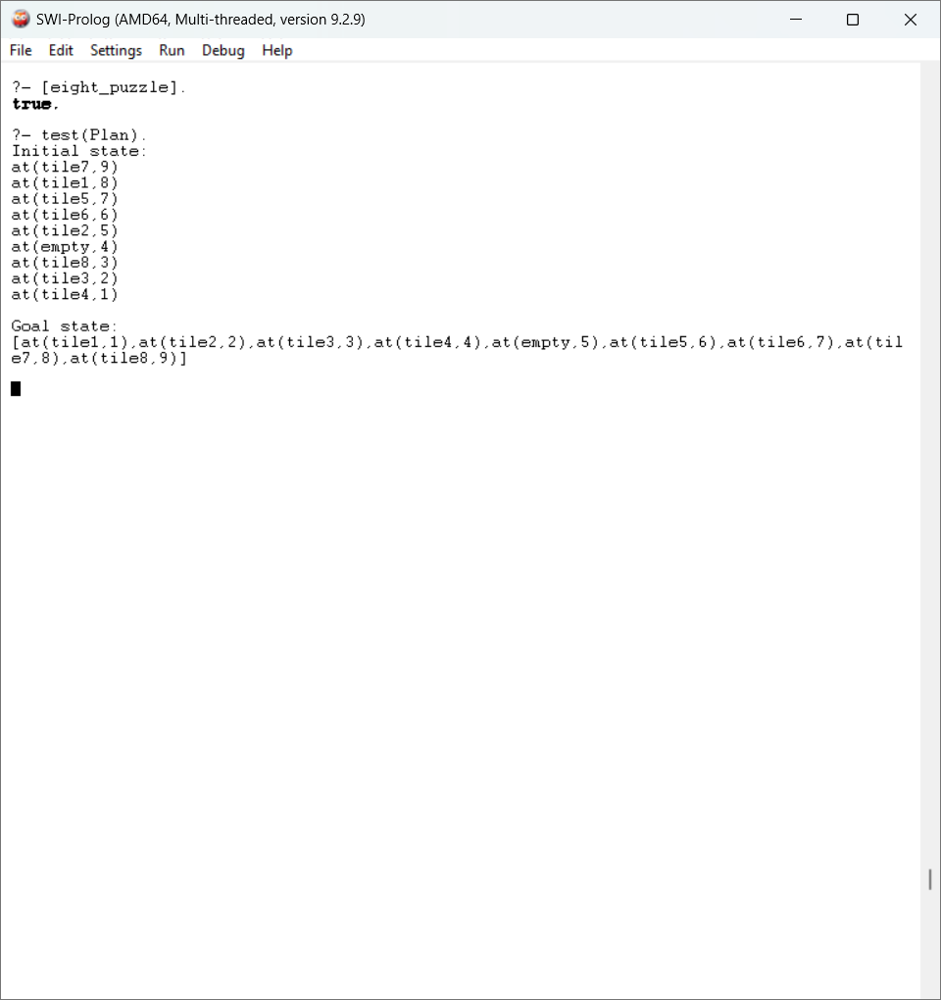 SWI-Prolog (AMD64, Multi-threaded, version 9.2.9)
File Edit Settings Run Debug Help
?- [eight_puzzle].
true.
?- test(Plan).
Initial state:
at(tile7,9)
at(tile1,8)
at(tile5,7)
at(tile6,6)
at(tile2,5)
at(empty,4)
at(tile8,3)
at(tile3,2)
at(tile4,1)
Goal state:
[at(tile1,1),at(tile2,2),at(tile3,3),at(tile4,4),at(empty,5),at(tile5,6),at(tile6,7),at(til
e7,8),at(tile8,9)]